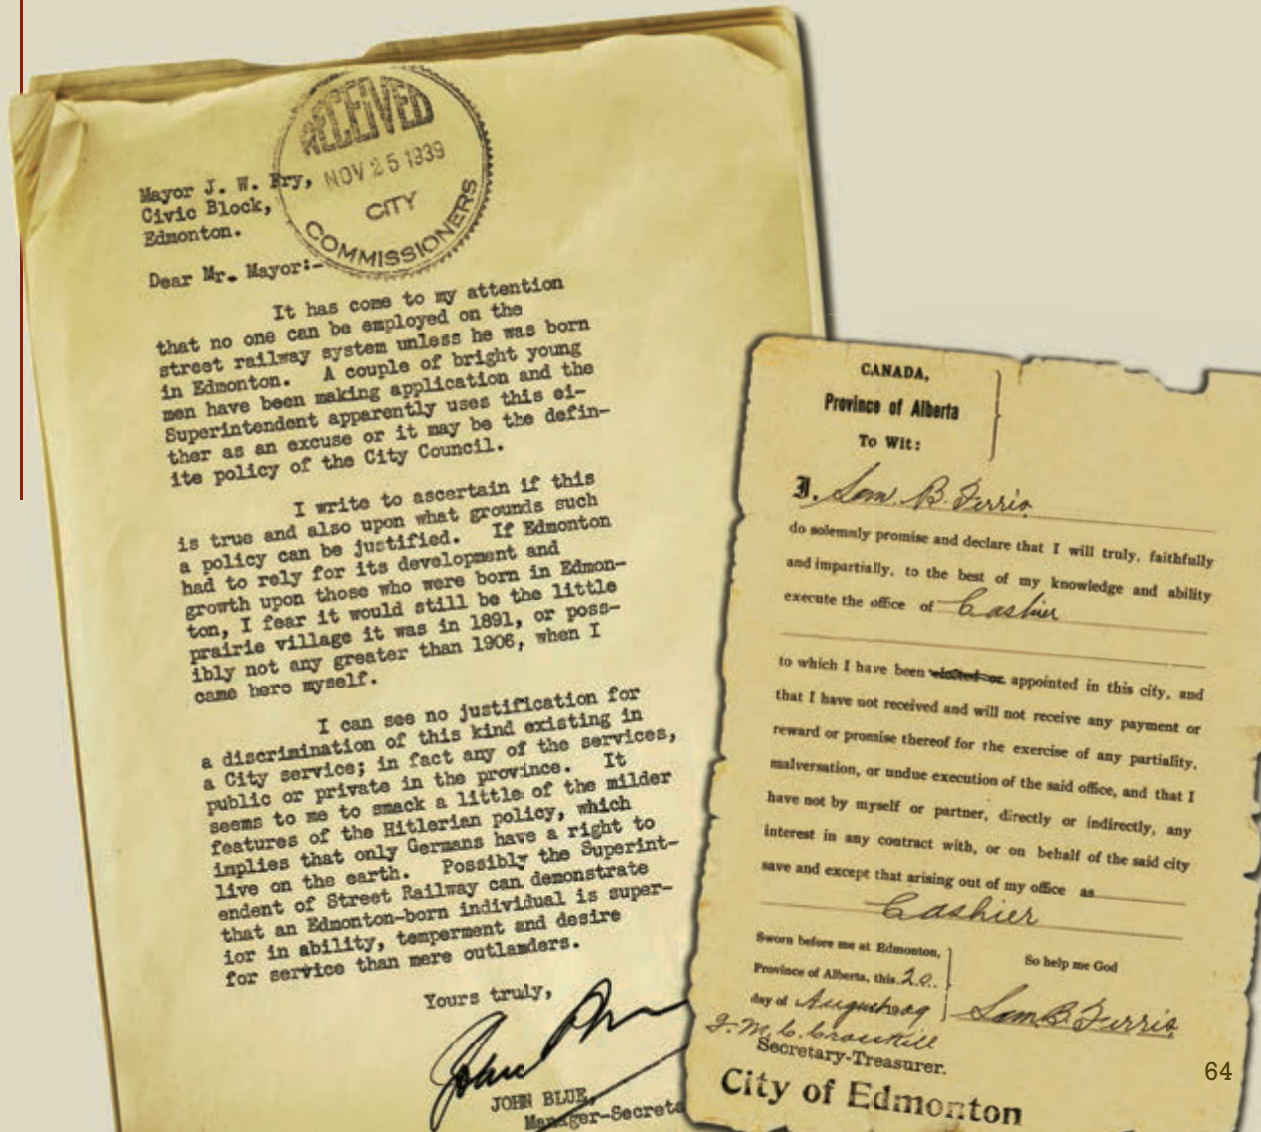 RECEIVED
NOV 25 1939
CITY
COMMISSIONERS
Mayor J. W. Fry,
Civic Block,
Edmonton.
Dear Mr. Mayor:-
It has come to my attention
that no one can be employed on the
street railway system unless he was born
in Edmonton. A couple of bright young
men have been making application and the
Superintendent apparently uses this ei-
ther as an excuse or it may be the defin-
ite policy of the City Council.
I write to ascertain if this
is true and also upon what grounds such
a policy can be justified. If Edmonton
had to rely for its development and
growth upon those who were born in Edmon-
ton, I fear it would still be the little
prairie village it was in 1891, or poss-
ibly not any greater than 1906, when I
came here myself.
I can see no justification for
a discrimination of this kind existing in
a City service; in fact any of the services,
public or private in the province. It
seems to me to smack a little of the milder
features of the Hitlerian policy, which
implies that only Germans have a right to
live on the earth. Possibly the Superint-
endent of Street Railway can demonstrate
that an Edmonton-born individual is super-
ior in ability, temperment and desire
for service than mere outlanders.
Yours truly,
John
JOHN BLUE,
Manager-Secreta
CANADA,
Province of Alberta
To Wit:
I, Sam B. Ferris
do solemnly promise and declare that I will truly, faithfully
and impartially, to the best of my knowledge and ability
execute the office of Cashier
to which I have been elected or appointed in this city, and
that I have not received and will not receive any payment or
reward or promise thereof for the exercise of any partiality,
malversation, or undue execution of the said office, and that I
have not by myself or partner, directly or indirectly, any
interest in any contract with, or on behalf of the said city
save and except that arising out of my office as
Cashier
Sworn before me at Edmonton,
Province of Alberta, this 20
day of August 1909
So help me God
Sam B. Ferris
Secretary-Treasurer.
City of Edmonton
64